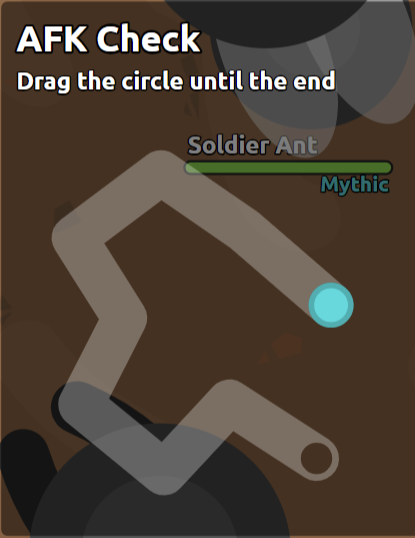 AFK Check
Drag the circle until the end
Soldier Ant
Mythic